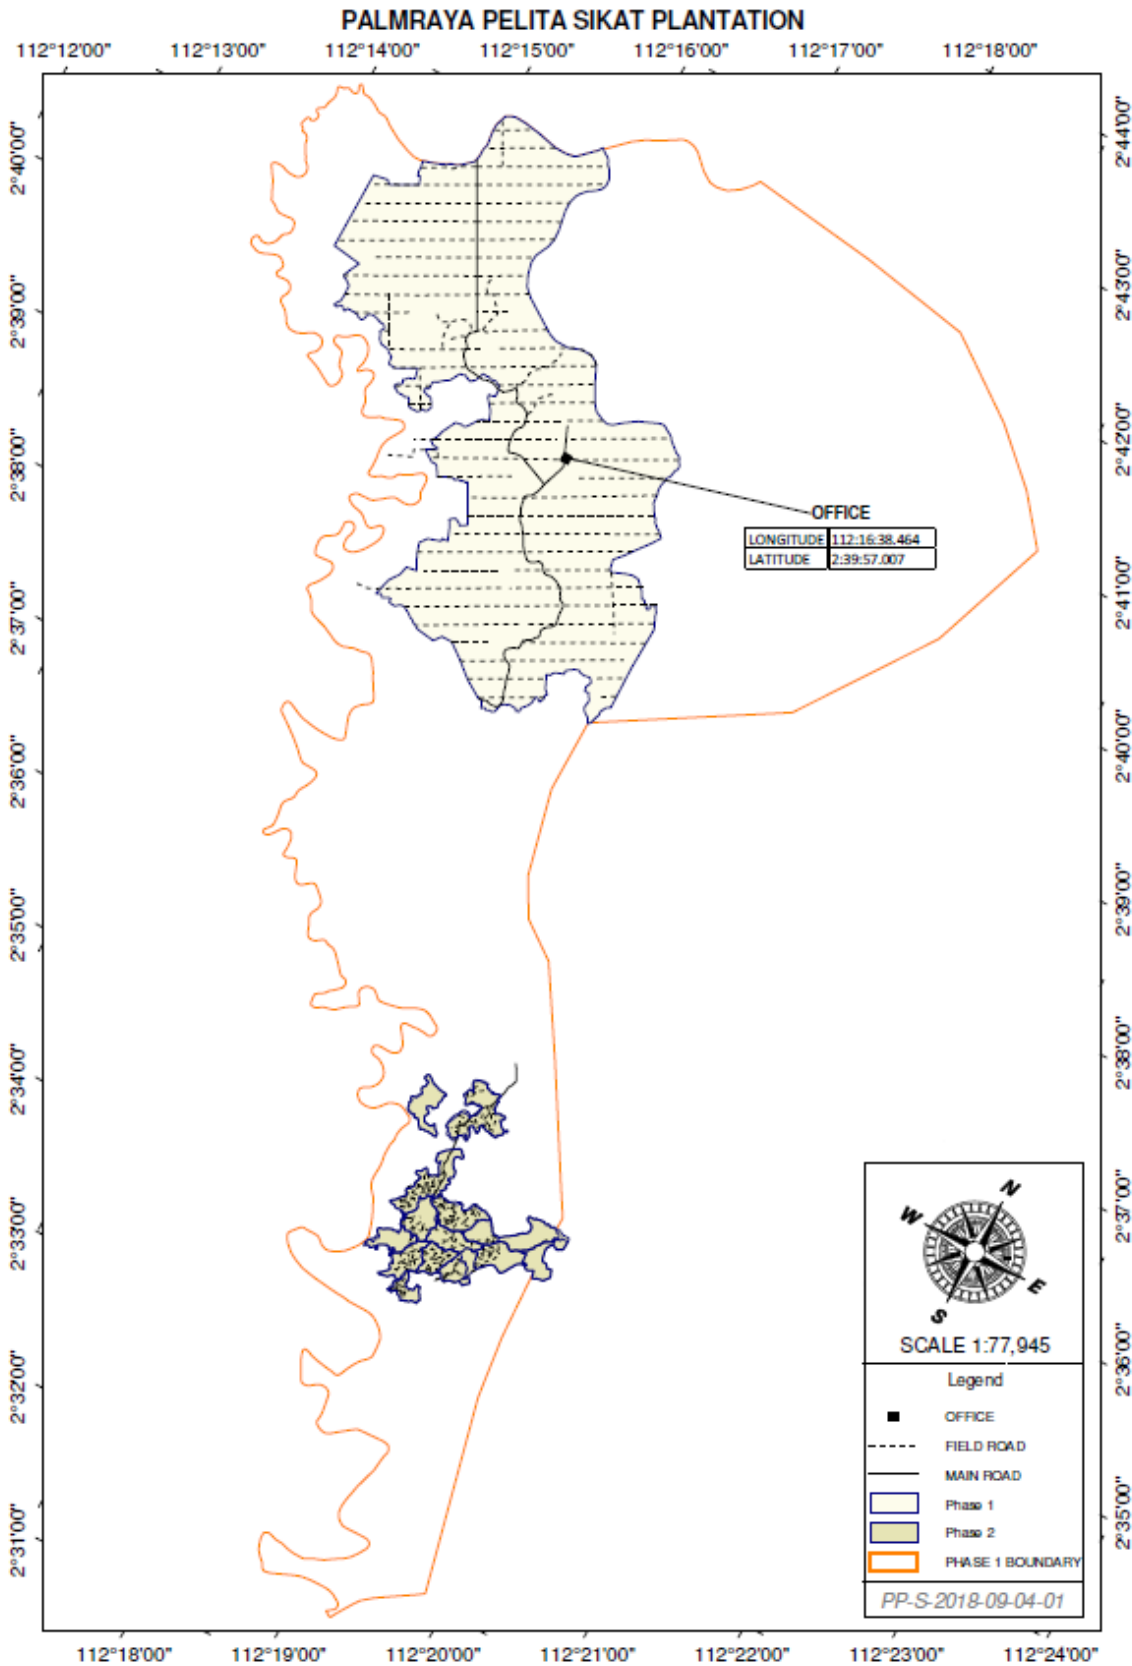 PALMRAYA PELITA SIKAT PLANTATION
112°12'00" 112°13'00" 112°14'00" 112°15'00" 112°16'00" 112°17'00" 112°18'00"
2°40'00"
2°39'00"
2°38'00"
2°37'00"
2°36'00"
2°35'00"
2°34'00"
2°33'00"
2°32'00"
2°31'00"
2°44'00"
2°43'00"
2°42'00"
2°41'00"
2°40'00"
2°39'00"
2°38'00"
2°37'00"
2°36'00"
2°35'00"
OFFICE
LONGITUDE 112:16:38.464
LATITUDE 2:39:57.007
N
W
E
S
SCALE 1:77,945
Legend
OFFICE
FIELD ROAD
MAIN ROAD
Phase 1
Phase 2
PHASE 1 BOUNDARY
PP-S-2018-09-04-01
112°18'00" 112°19'00" 112°20'00" 112°21'00" 112°22'00" 112°23'00" 112°24'00"